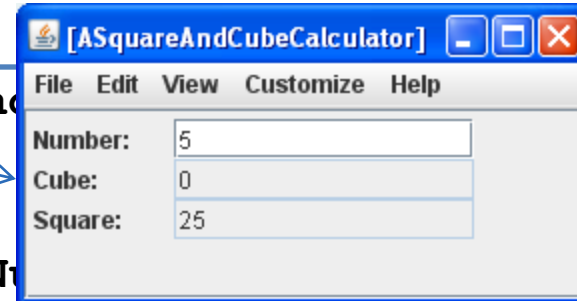 [ASquareAndCubeCalculator]
File Edit View Customize Help
Number: 5
Cube: 0
Square: 25